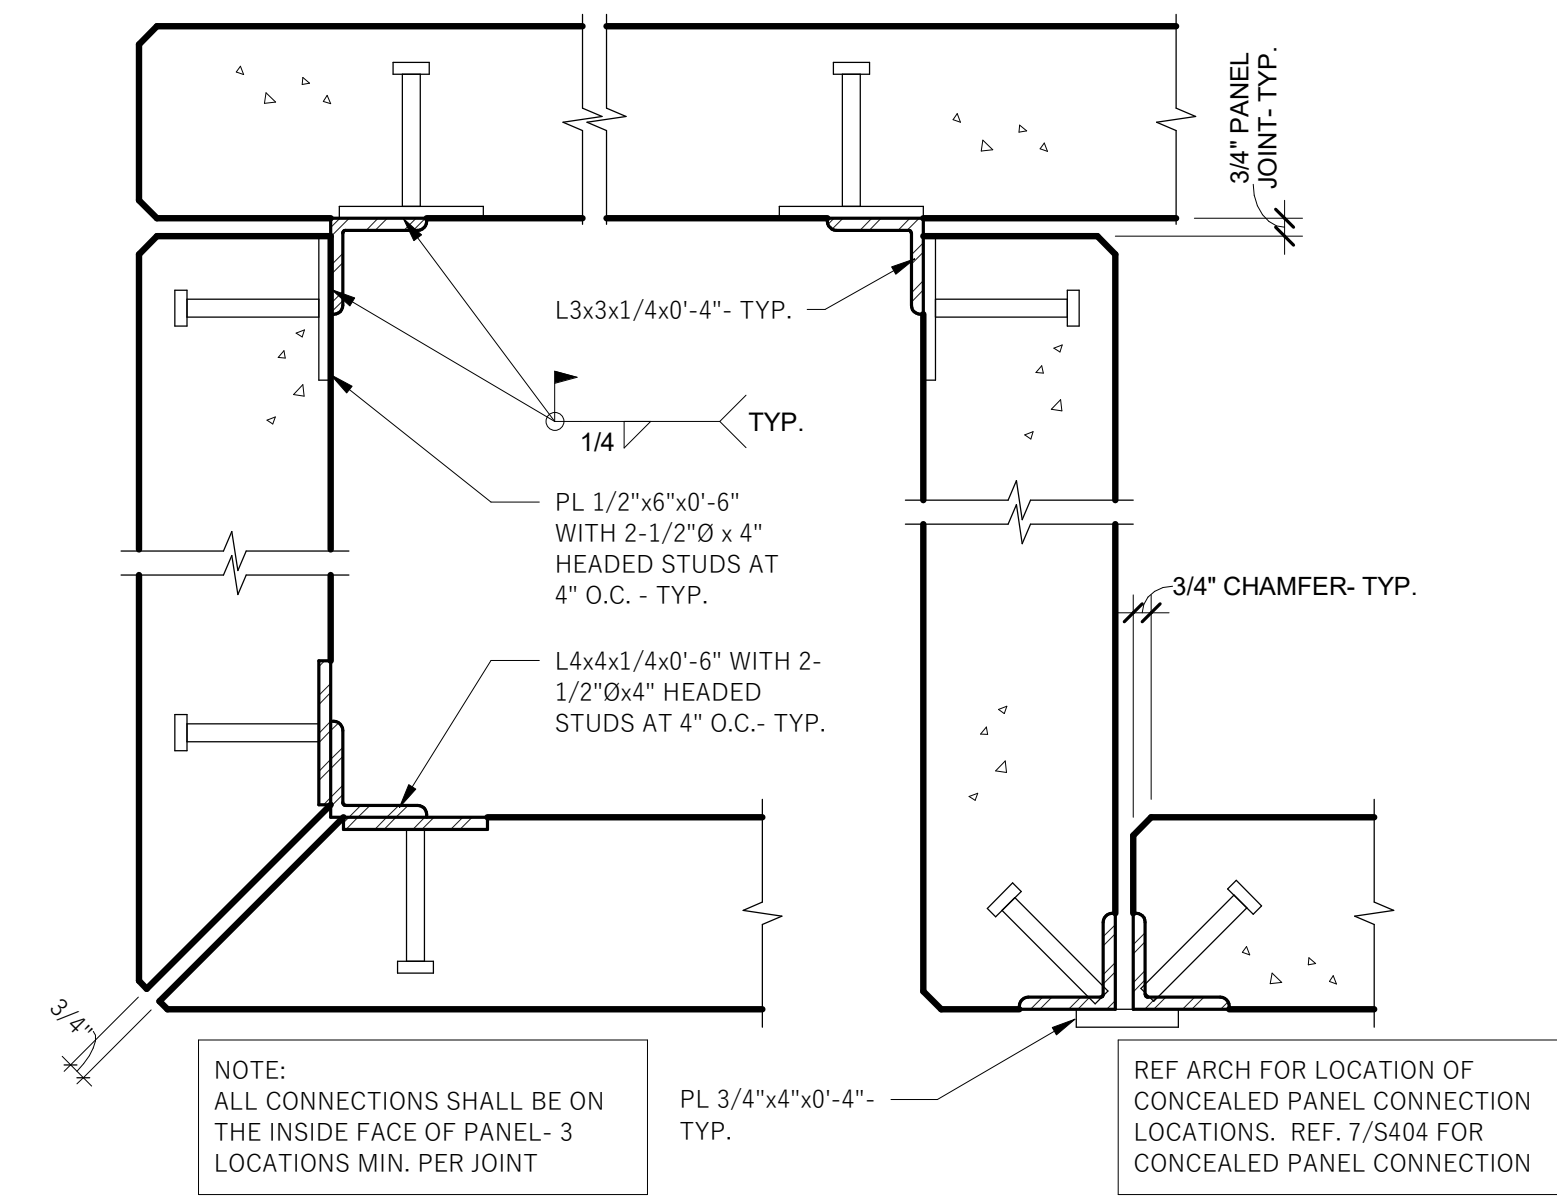 3/4" PANEL
JOINT- TYP.
L3x3x1/4x0'-4"- TYP.
1/4
TYP.
PL 1/2"x6"x0'-6"
WITH 2-1/2"Ø x 4"
HEADED STUDS AT
4" O.C. - TYP.
3/4" CHAMFER- TYP.
L4x4x1/4x0'-6" WITH 2-
1/2"Øx4" HEADED
STUDS AT 4" O.C.- TYP.
3/4"
NOTE:
ALL CONNECTIONS SHALL BE ON
THE INSIDE FACE OF PANEL- 3
LOCATIONS MIN. PER JOINT
PL 3/4"x4"x0'-4"-
TYP.
REF ARCH FOR LOCATION OF
CONCEALED PANEL CONNECTION
LOCATIONS.  REF. 7/S404 FOR
CONCEALED PANEL CONNECTION